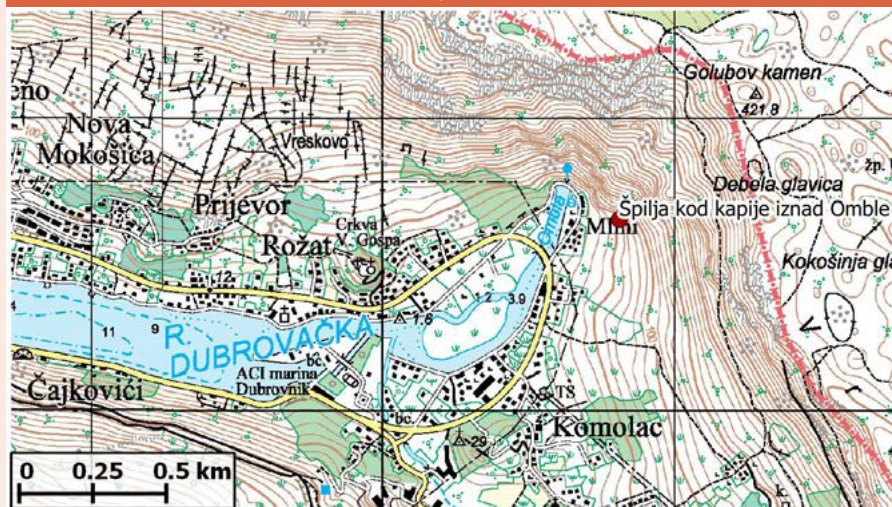 Golubov kamen
421.8
eno
Nova
Mokošica
Vreskovo
žp.
Debela glavica
Špilja kod kapije iznad Omble
Prijevor
Crkva
V. Gospa
Ombla
Mlini
Rožat
Kokošinja gla
12
1.2
3.9
11
9
R.
DUBROVAČKA
1.6
bc.
ACI marina
Dubrovnik
Čajkovići
TS
bc.
29
Komolac
0 0.25 0.5 km
k.